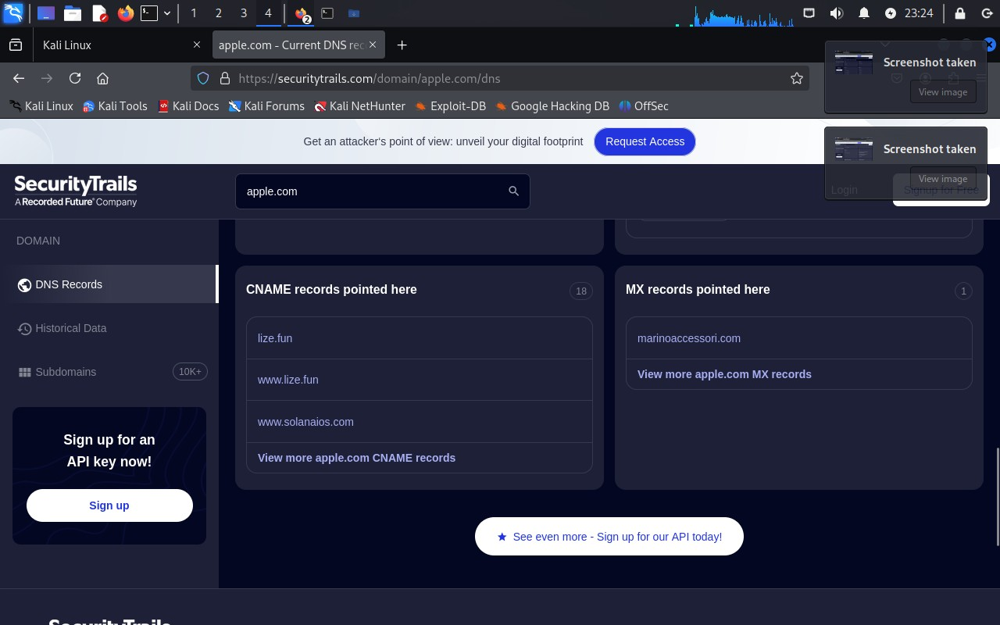 1 2 3 4 2 23:24
Kali Linux
apple.com - Current DNS rec
https://securitytrails.com/domain/apple.com/dns
Kali Linux Kali Tools Kali Docs Kali Forums Kali NetHunter Exploit-DB Google Hacking DB OffSec
Screenshot taken
View image
Screenshot taken
View image
Get an attacker's point of view: unveil your digital footprint Request Access
SecurityTrails
A Recorded Future® Company
apple.com
Login Signup for Free
DOMAIN
DNS Records
Historical Data
Subdomains 10K+
Sign up for an
API key now!
Sign up
CNAME records pointed here 18
lize.fun
www.lize.fun
www.solanaios.com
View more apple.com CNAME records
MX records pointed here 1
marinoaccessori.com
View more apple.com MX records
See even more - Sign up for our API today!
SecurityTrails